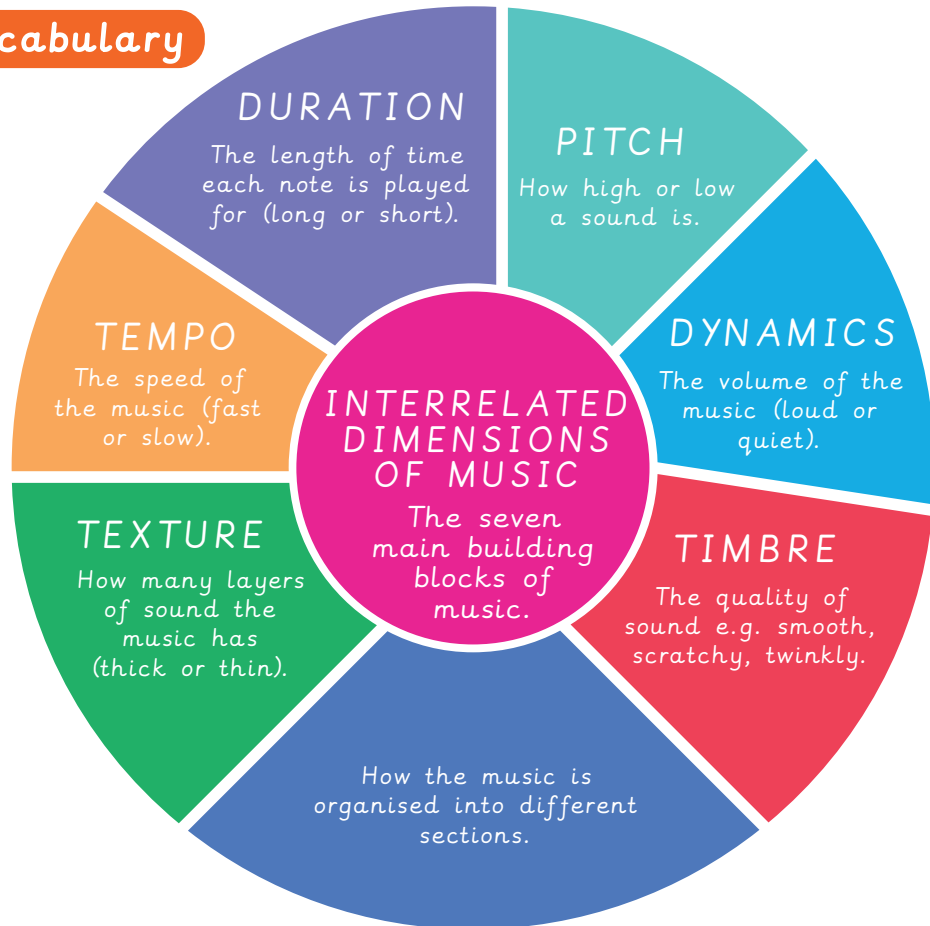 cabulary
DURATION
The length of time
each note is played
for (long or short).
PITCH
How high or low
a sound is.
DYNAMICS
The volume of the
music (loud or
quiet).
TIMBRE
The quality of
sound e.g. smooth,
scratchy, twinkly.
How the music is
organised into different
sections.
TEXTURE
How many layers
of sound the
music has
(thick or thin).
TEMPO
The speed of
the music (fast
or slow).
INTERRELATED
DIMENSIONS
OF MUSIC
The seven
main building
blocks of
music.